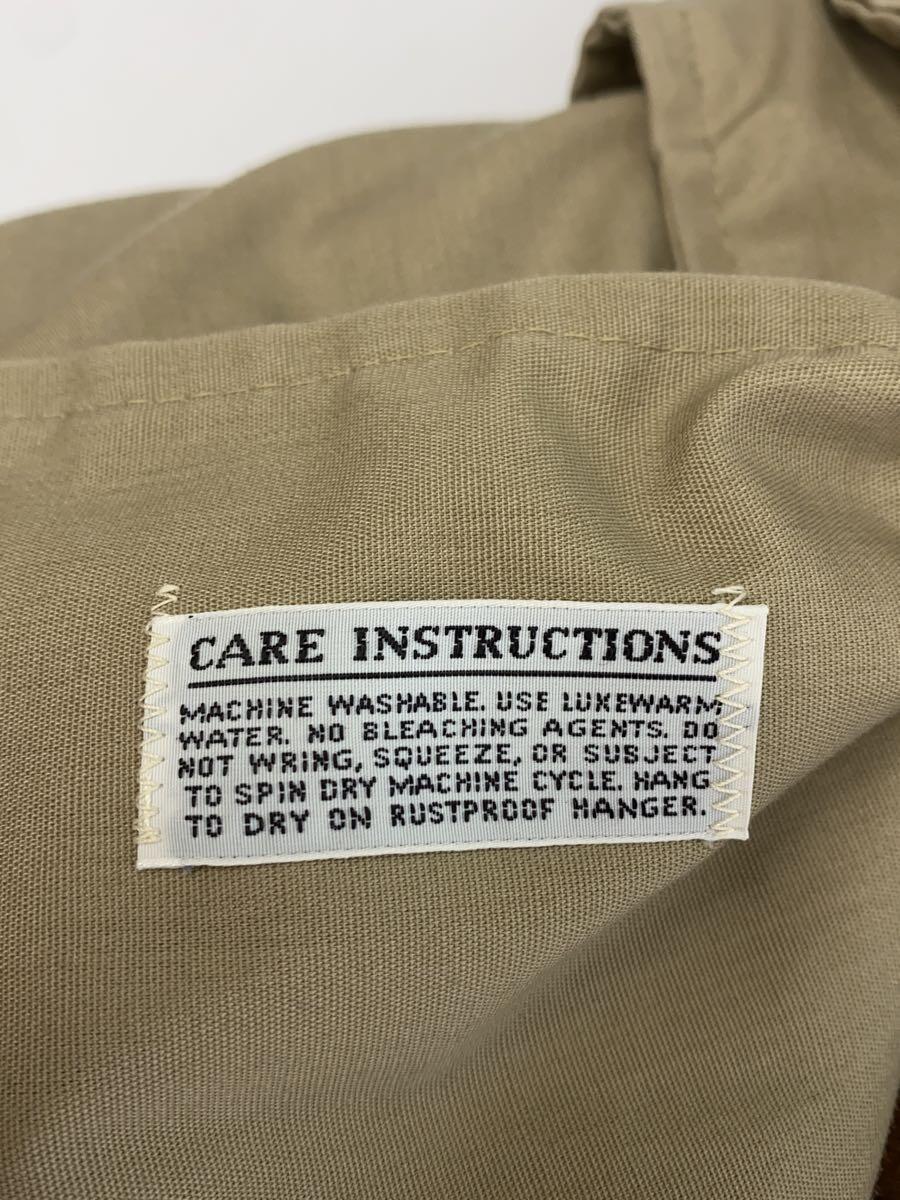 CARE INSTRUCTIONS
MACHINE WASHABLE. USE LUKEWARM
WATER. NO BLEACHING AGENTS. DO
NOT WRING, SQUEEZE, OR SUBJECT
TO SPIN DRY MACHINE CYCLE. HANG
TO DRY ON RUSTPROOF HANGER.